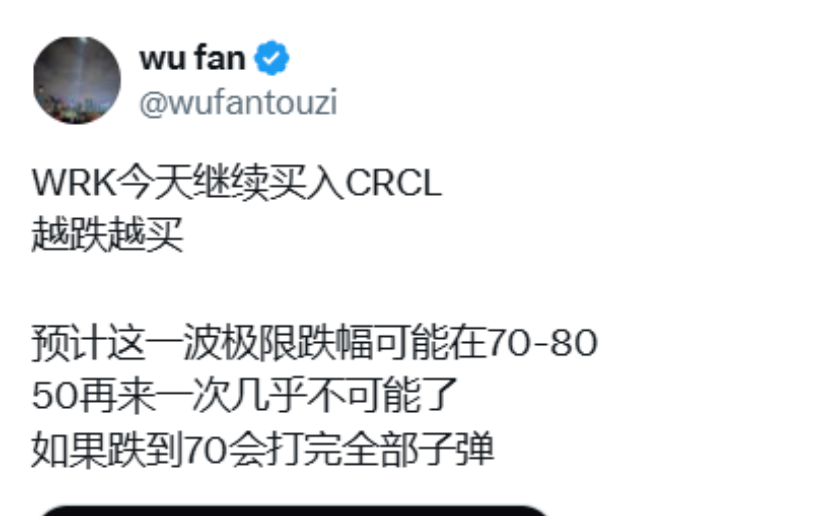 wu fan
@wufantouzi
WRK今天继续买入CRCL
越跌越买
预计这一波极限跌幅可能在70-80
50再来一次几乎不可能了
如果跌到70会打完全部子弹